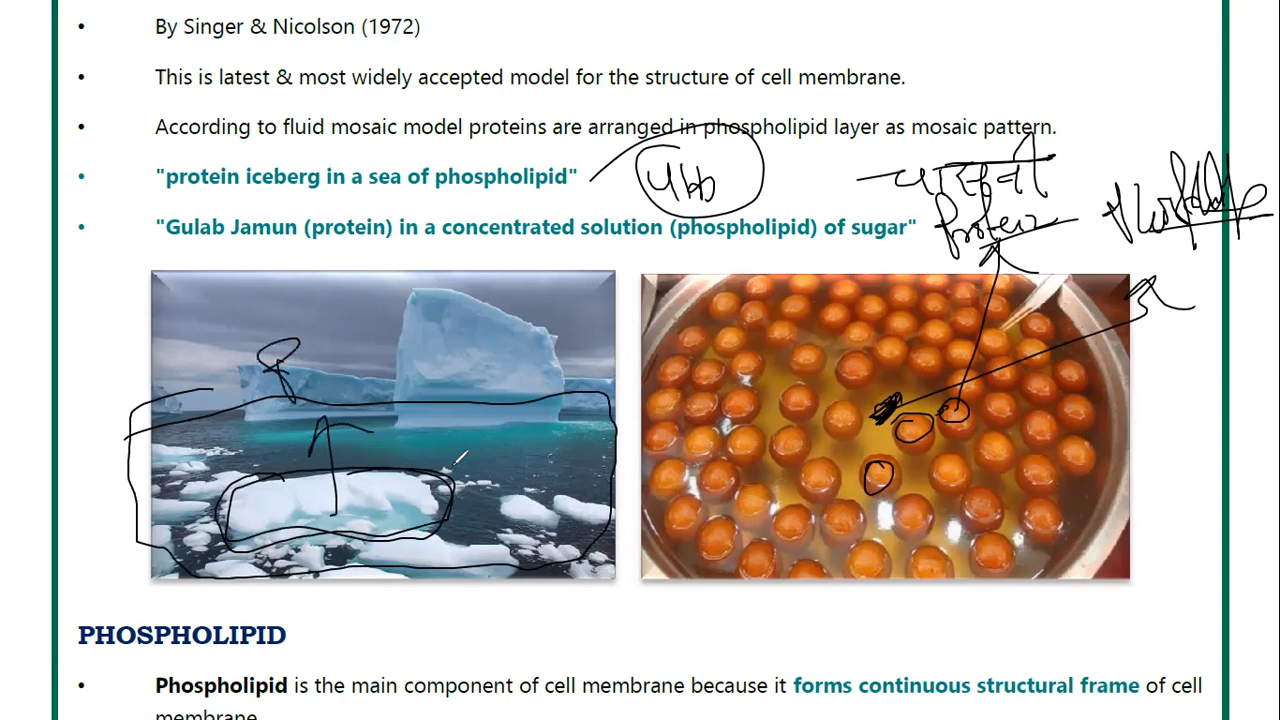 • By Singer & Nicolson (1972)
• This is latest & most widely accepted model for the structure of cell membrane.
• According to fluid mosaic model proteins are arranged in phospholipid layer as mosaic pattern.
• "protein iceberg in a sea of phospholipid"
• "Gulab Jamun (protein) in a concentrated solution (phospholipid) of sugar"
Protein
PHOSPHOLIPID
• Phospholipid is the main component of cell membrane because it forms continuous structural frame of cell
membrane